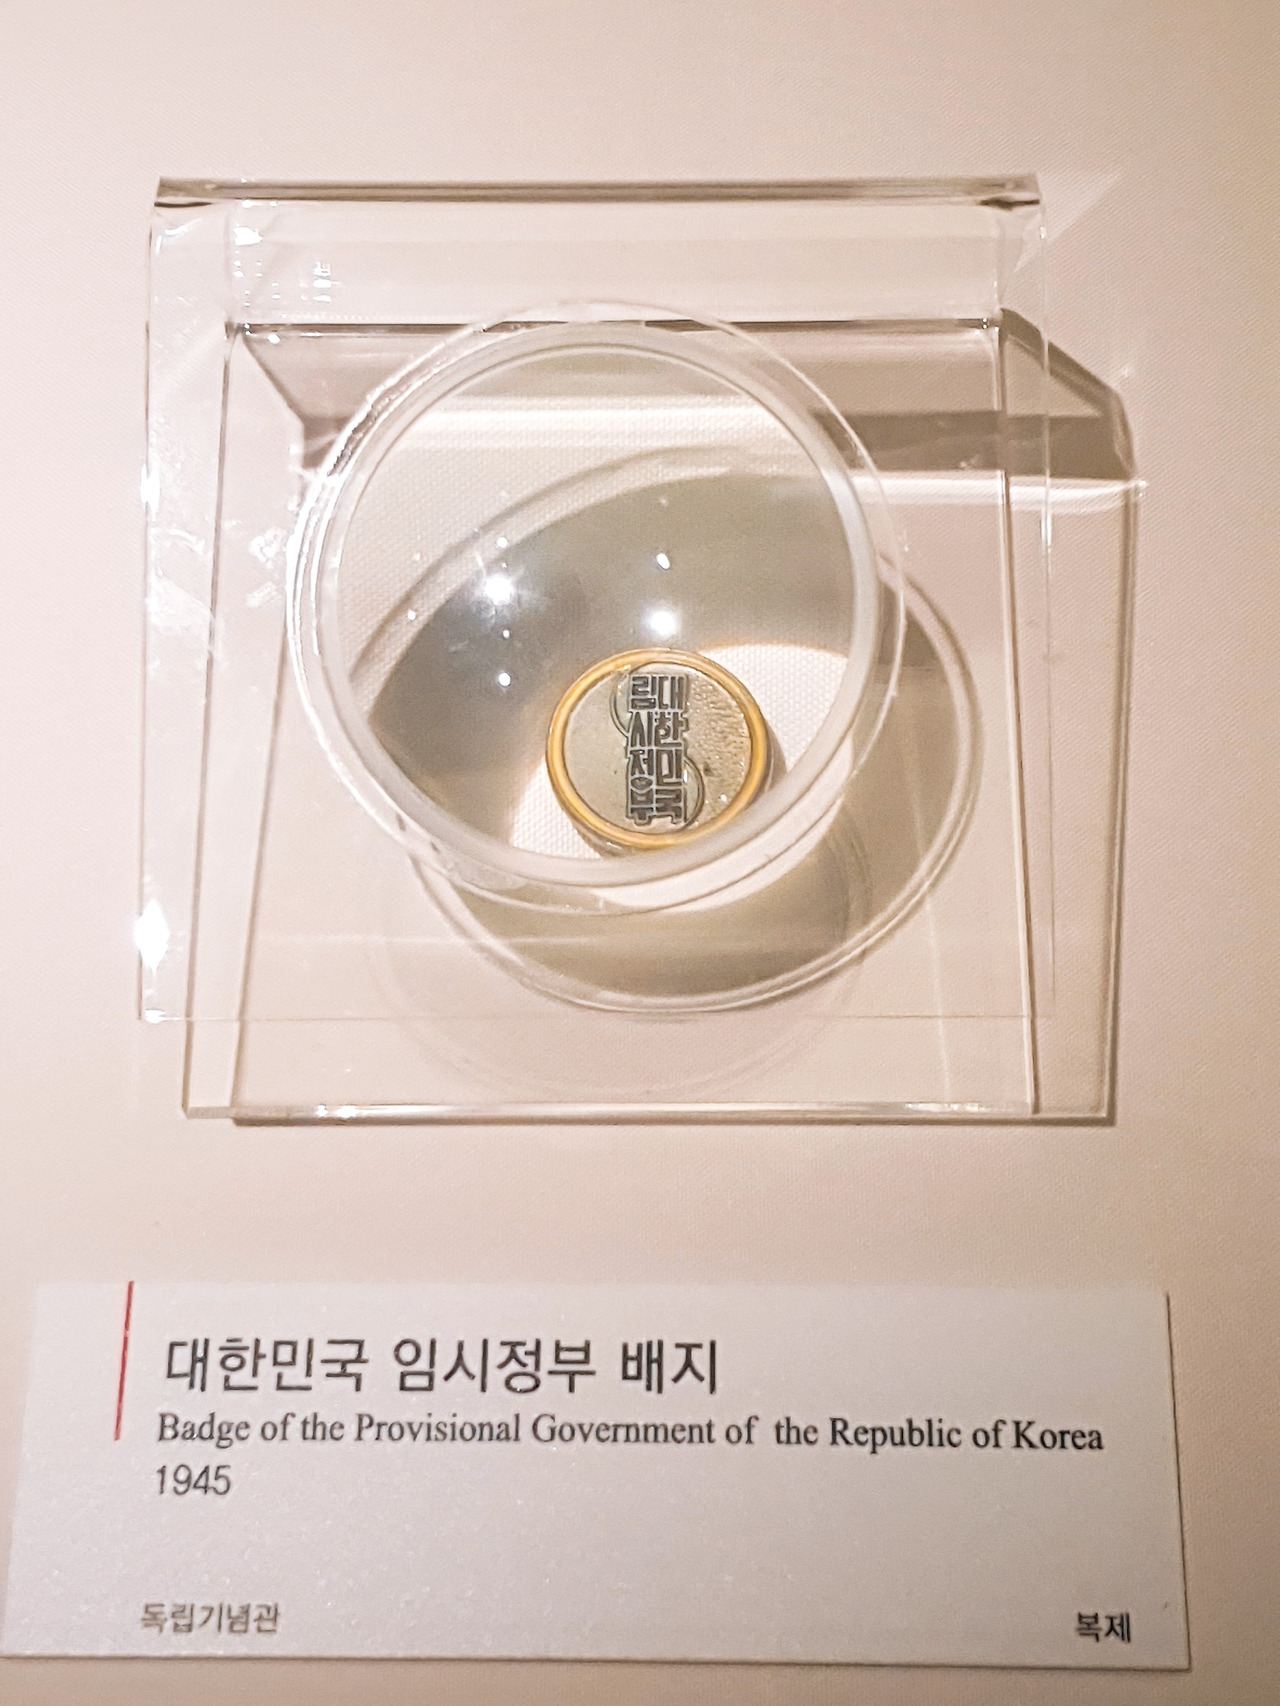 대한민국
임시정부
대한민국 임시정부 배지
Badge of the Provisional Government of the Republic of Korea
1945
독립기념관
복제